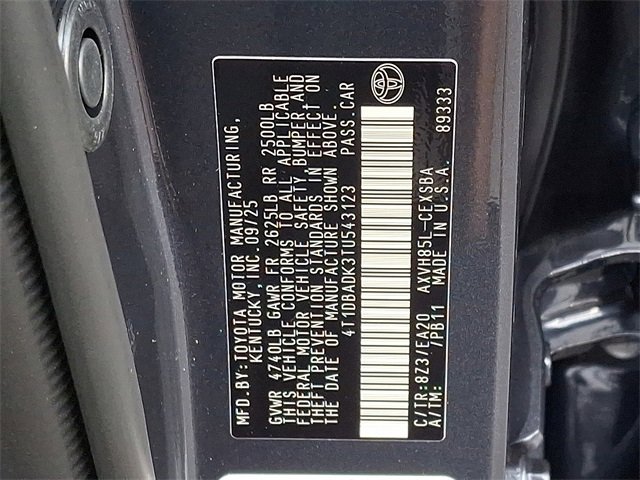 MFD.BY:TOYOTA MOTOR MANUFACTURING,
KENTUCKY, INC. 09/25
GVWR 4740LB GAWR FR 2625LB RR 2500LB
THIS VEHICLE CONFORMS TO ALL APPLICABLE
FEDERAL MOTOR VEHICLE SAFETY, BUMPER AND
THEFT PREVENTION STANDARDS IN EFFECT ON
THE DATE OF MANUFACTURE SHOWN ABOVE.
4T1DBADK3TU543123 PASS.CAR
C/TR:8Z3/EA20 AXVH85L-CEXSBA
A/TM: /PB11 MADE IN U.S.A. 89333